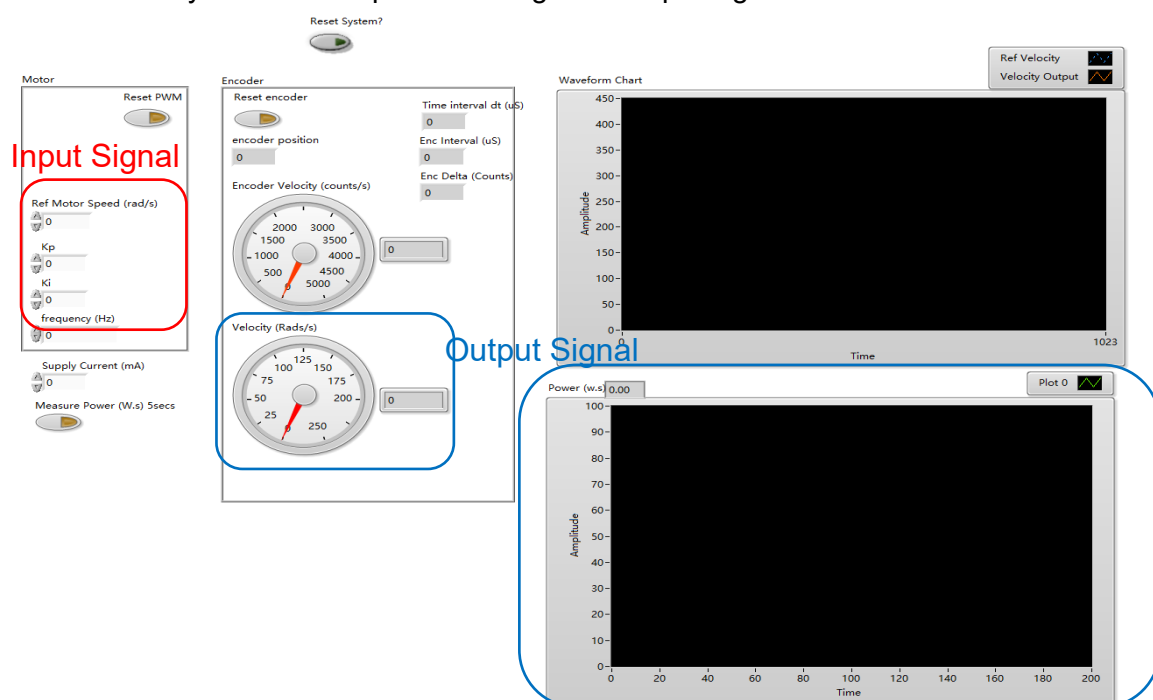 Reset System?
Motor
Reset PWM
Input Signal
Ref Motor Speed (rad/s)
0
Kp
0
Ki
0
frequency (Hz)
0
Supply Current (mA)
0
Measure Power (W.s) 5secs
Encoder
Reset encoder
Time interval dt (uS)
0
encoder position
0
Enc Interval (uS)
0
Enc Delta (Counts)
0
Encoder Velocity (counts/s)
2000 3000
1500 3500
1000 4000
500 4500
0 5000
0
Velocity (Rads/s)
125
100 150
75 175
50 200
25
0 250
0
Output Signal
Ref Velocity
Velocity Output
Waveform Chart
450
400
350
300
250
200
150
100
50
0
Amplitude
0 1023
Time
Power (w.s) 0.00
Plot 0
100
90
80
70
60
50
40
30
20
10
0
Amplitude
0 20 40 60 80 100 120 140 160 180 200
Time